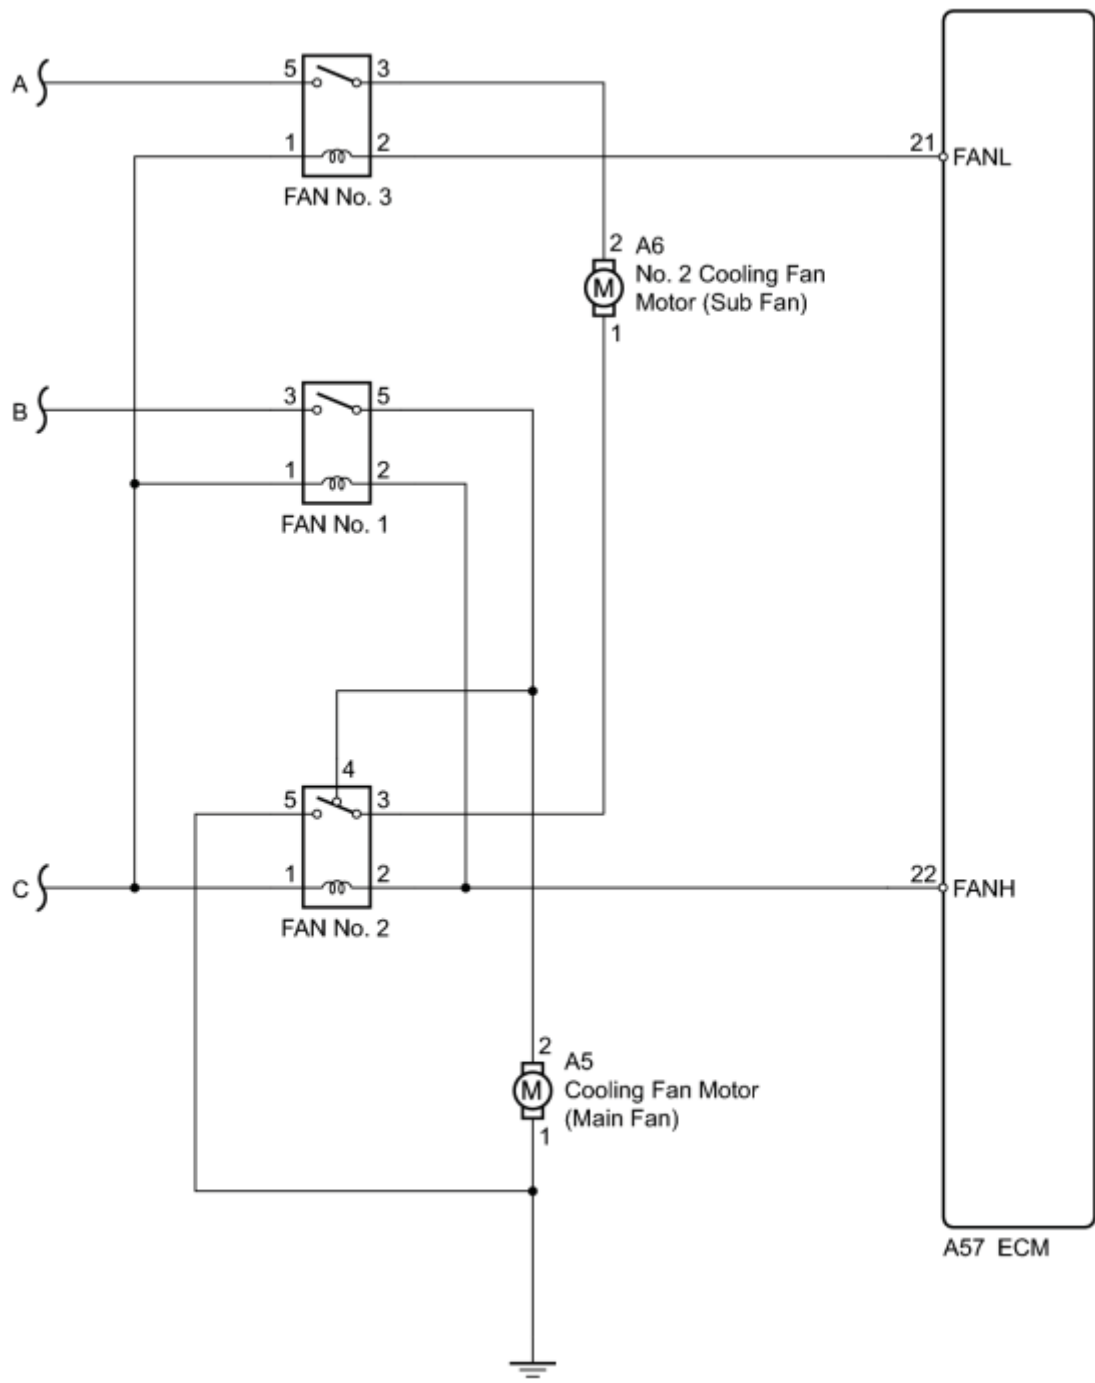 A
5
3
1
2
FAN No. 3
21
FANL
2
A6
No. 2 Cooling Fan
Motor (Sub Fan)
M
1
B
3
5
1
2
FAN No. 1
4
5
3
C
1
2
FAN No. 2
22
FANH
2
A5
Cooling Fan Motor
(Main Fan)
M
1
A57 ECM